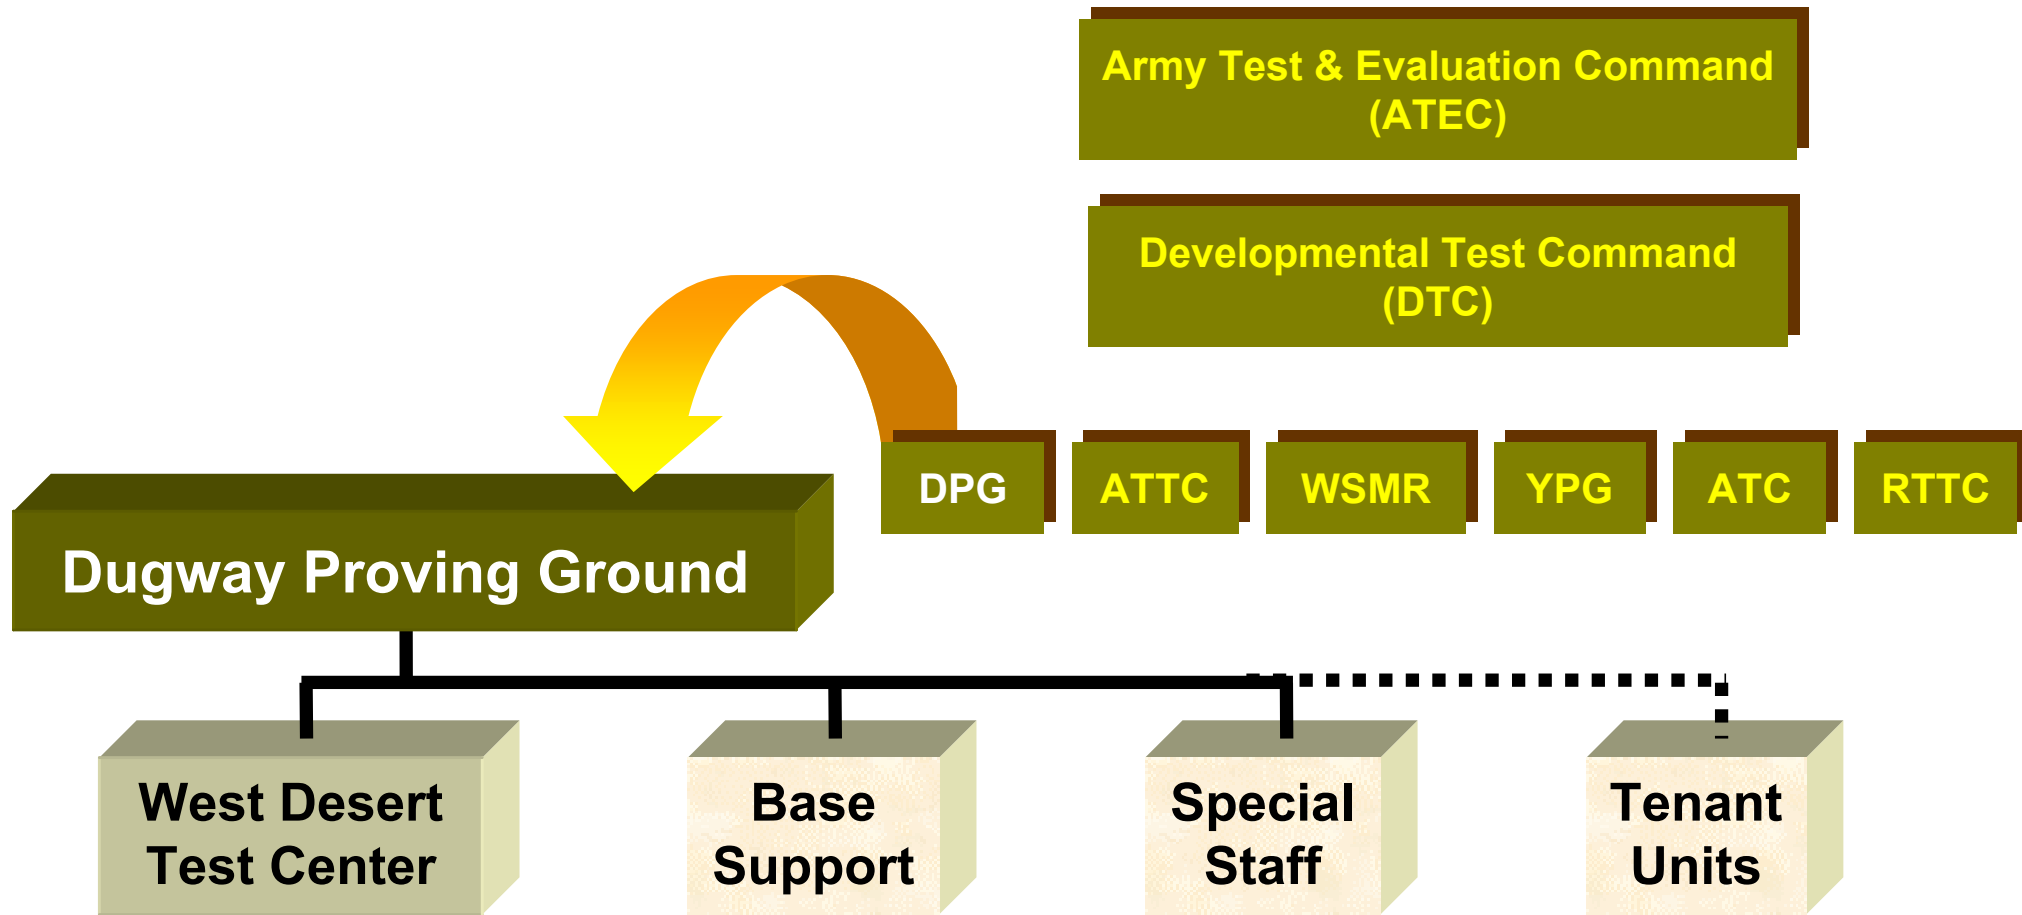 Army Test & Evaluation Command
(ATEC)
Developmental Test Command
(DTC)
DPG
ATTC
WSMR
YPG
ATC
RTTC
Dugway Proving Ground
West Desert
Test Center
Base
Support
Special
Staff
Tenant
Units